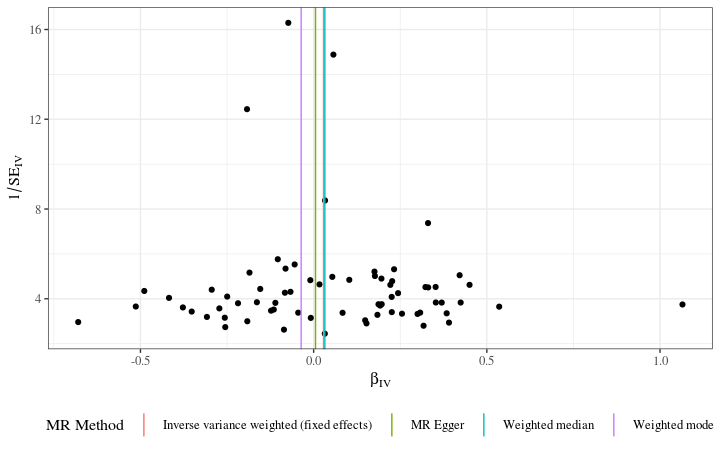 16
12
8
4
1/SE_IV
-0.5 0.0 0.5 1.0
β_IV
MR Method Inverse variance weighted (fixed effects) MR Egger Weighted median Weighted mode